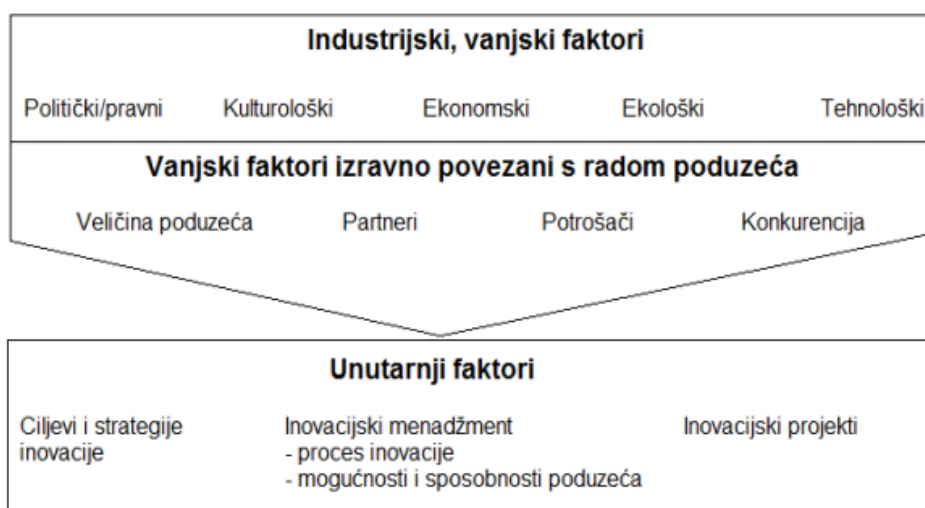 Industrijski, vanjski faktori
Politički/pravni Kulturološki Ekonomski Ekološki Tehnološki
Vanjski faktori izravno povezani s radom poduzeća
Veličina poduzeća Partneri Potrošači Konkurencija
Unutarnji faktori
Ciljevi i strategije inovacije
Inovacijski menadžment
- proces inovacije
- mogućnosti i sposobnosti poduzeća
Inovacijski projekti